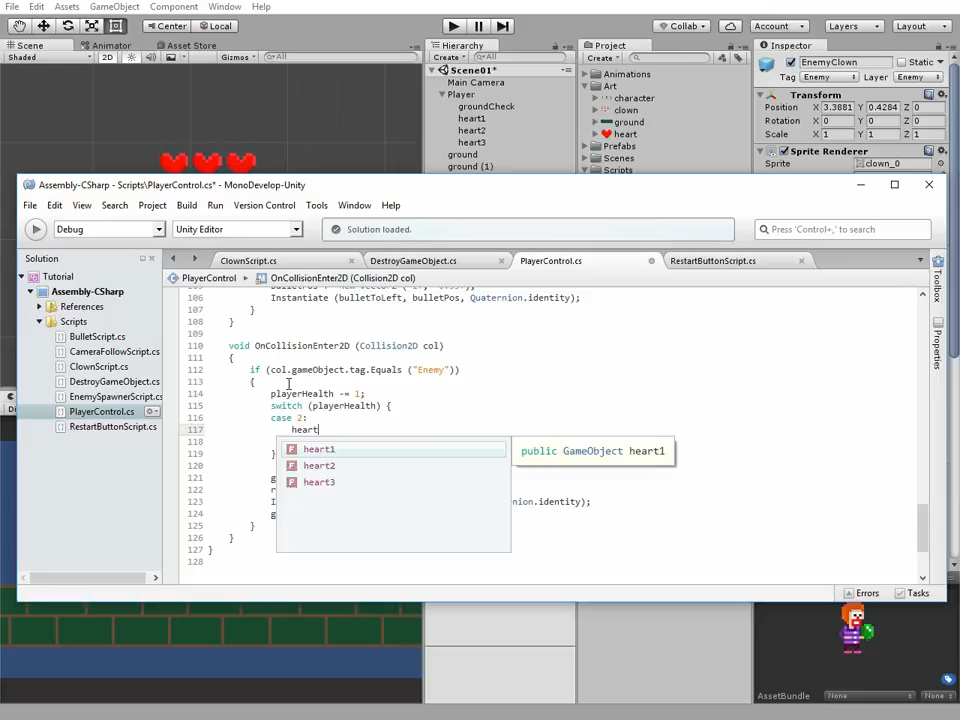 File Edit Assets GameObject Component Window Help
Center Local Collab Account Layers Layout
Scene Animator Asset Store
Shaded 2D Gizmos All
Hierarchy
Create All
Scene01*
Main Camera
Player
groundCheck
heart1
heart2
heart3
ground
ground (1)
Project
Create
Animations
Art
character
clown
ground
heart
Prefabs
Scenes
Scripts
Inspector
EnemyClown Static
Tag Enemy Layer Enemy
Transform
Position X 3.3881 Y 0.4284 Z 0
Rotation X 0 Y 0 Z 0
Scale X 1 Y 1 Z 1
Sprite Renderer
Sprite clown_0
Assembly-CSharp - Scripts\PlayerControl.cs* - MonoDevelop-Unity
File Edit View Search Project Build Run Version Control Tools Window Help
Debug Unity Editor Solution loaded. Press 'Control+,' to search
Solution
Tutorial
Assembly-CSharp
References
Scripts
BulletScript.cs
CameraFollowScript.cs
ClownScript.cs
DestroyGameObject.cs
EnemySpawnerScript.cs
PlayerControl.cs
RestartButtonScript.cs
ClownScript.cs DestroyGameObject.cs PlayerControl.cs RestartButtonScript.cs
PlayerControl OnCollisionEnter2D (Collision2D col)
106 Instantiate (bulletToLeft, bulletPos, Quaternion.identity);
107 }
108 }
109
110 void OnCollisionEnter2D (Collision2D col)
111 {
112 if (col.gameObject.tag.Equals ("Enemy"))
113 {
114 playerHealth -= 1;
115 switch (playerHealth) {
116 case 2:
117 heart
118
119 }
120
121 g
122 r
123 I nion.identity);
124 g
125 }
126 }
127 }
128
heart1
heart2
heart3
public GameObject heart1
Toolbox
Properties
Errors Tasks
AssetBundle None None